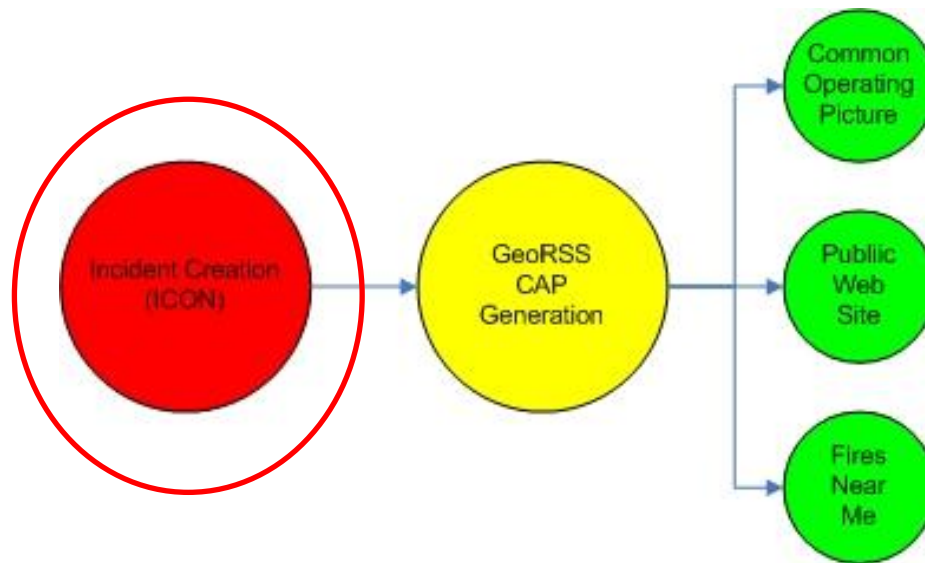 Incident Creation
(ICON)
GeoRSS
CAP
Generation
Common
Operating
Picture
Publiic
Web
Site
Fires
Near
Me